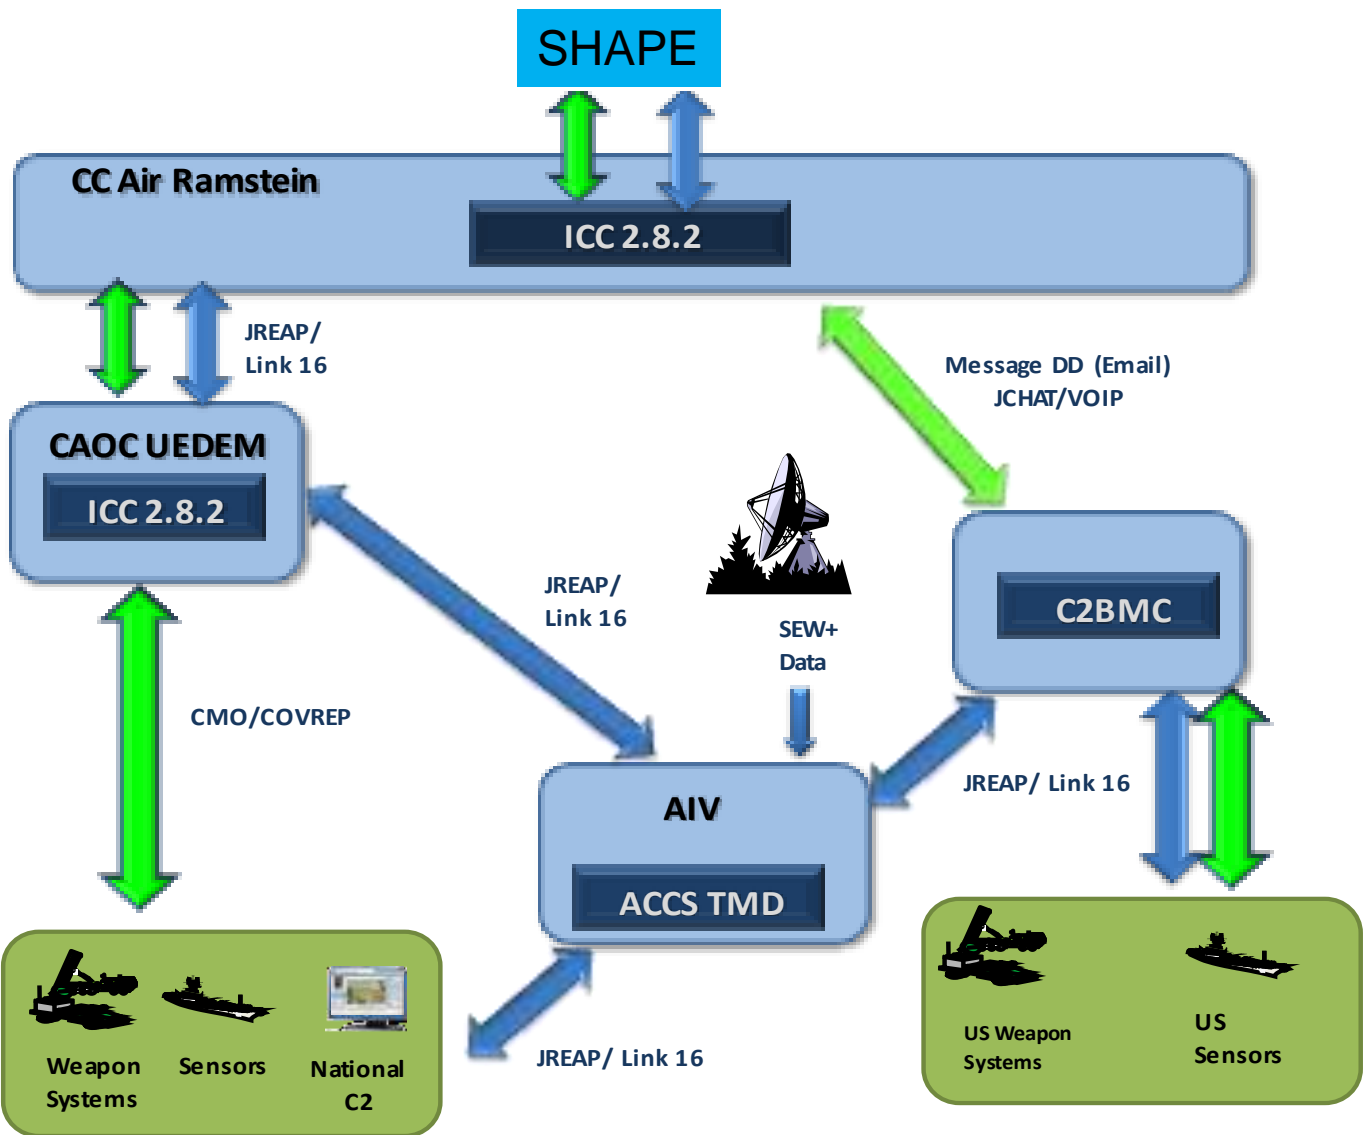 SHAPE
CC Air Ramstein
ICC 2.8.2
JREAP/
Link 16
Message DD (Email)
JCHAT/VOIP
CAOC UEDEM
ICC 2.8.2
JREAP/
Link 16
SEW+
Data
C2BMC
CMO/COVREP
JREAP/ Link 16
AIV
ACCS TMD
JREAP/ Link 16
Weapon
Systems
Sensors
National
C2
US Weapon
Systems
US
Sensors